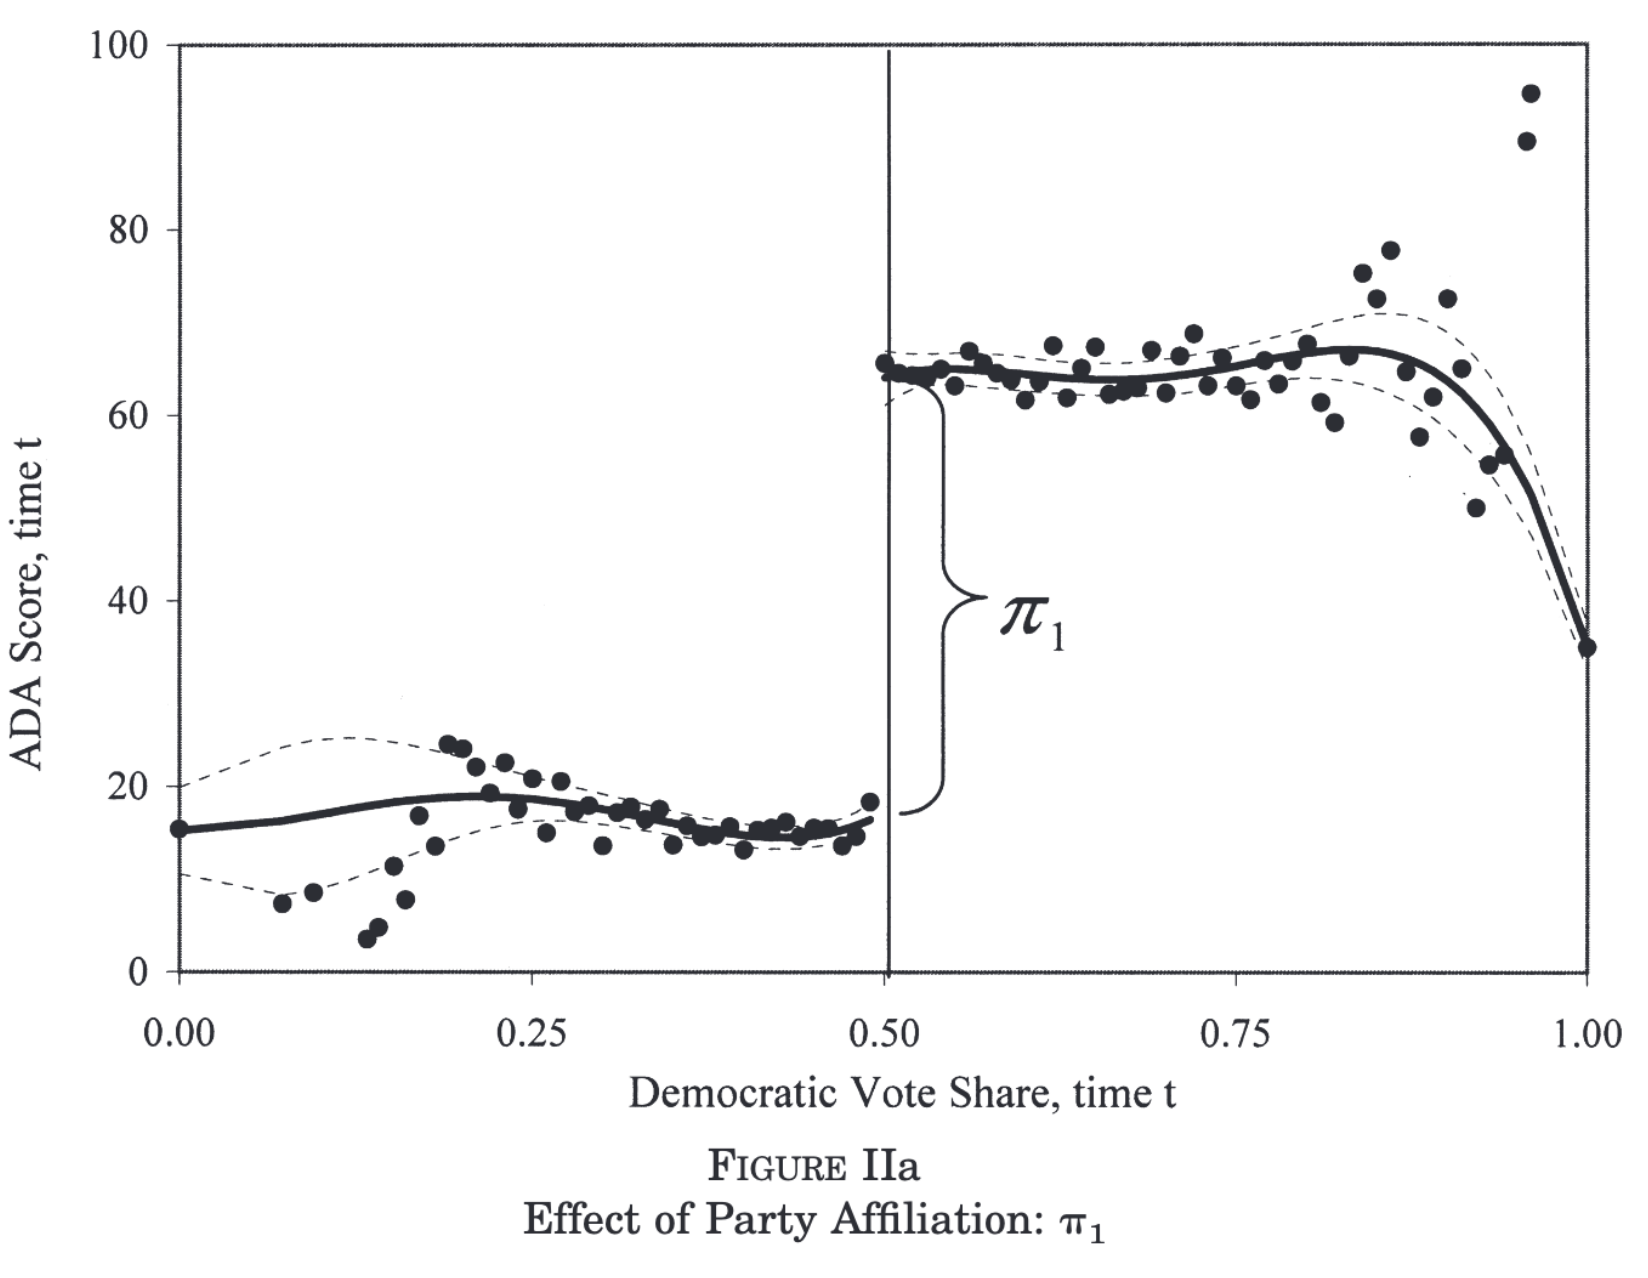 100
80
60
40
20
0
ADA Score, time t
π1
0.00 0.25 0.50 0.75 1.00
Democratic Vote Share, time t
FIGURE IIa
Effect of Party Affiliation: π1